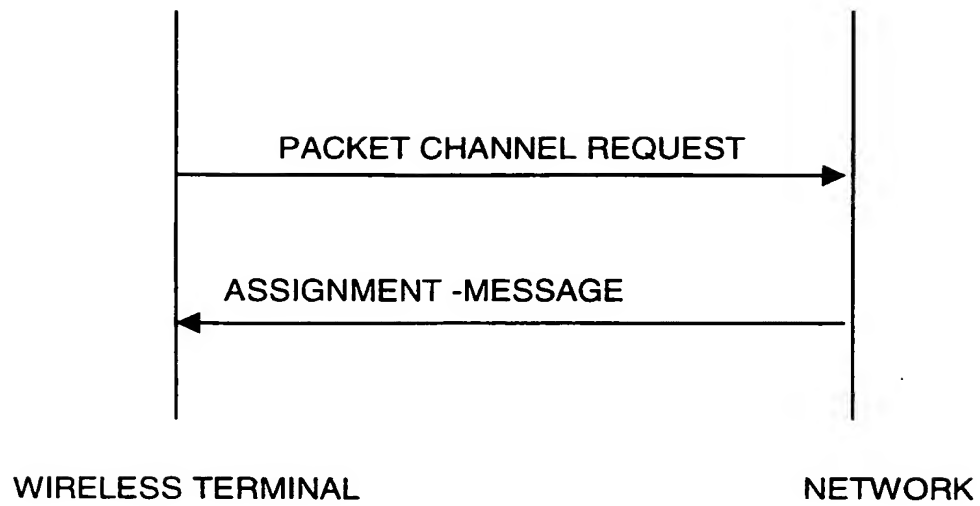 PACKET CHANNEL REQUEST
ASSIGNMENT -MESSAGE
WIRELESS TERMINAL
NETWORK